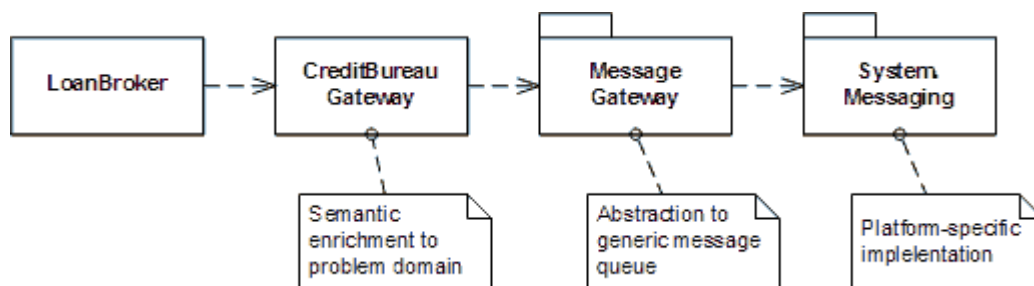 LoanBroker
CreditBureau
Gateway
Message
Gateway
System.
Messaging
Semantic
enrichment to
problem domain
Abstraction to
generic message
queue
Platform-specific
implelentation